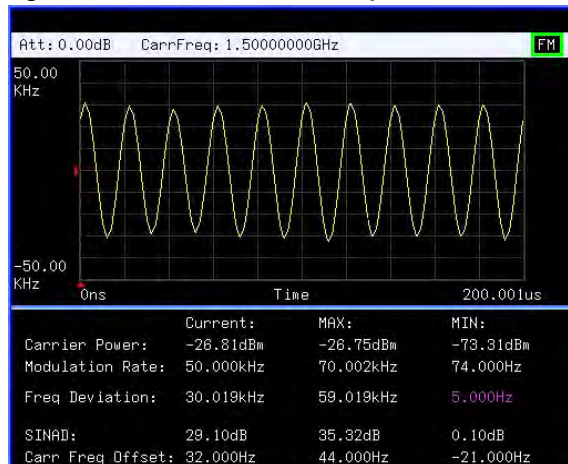 Att: 0.00dB CarrFreq: 1.50000000GHz FM
50.00
KHz
-50.00
KHz
0ns Time 200.001us
Current: MAX: MIN:
Carrier Power: -26.81dBm -26.75dBm -73.31dBm
Modulation Rate: 50.000kHz 70.002kHz 74.000Hz
Freq Deviation: 30.019kHz 59.019kHz 5.000Hz
SINAD: 29.10dB 35.32dB 0.10dB
Carr Freq Offset: 32.000Hz 44.000Hz -21.000Hz